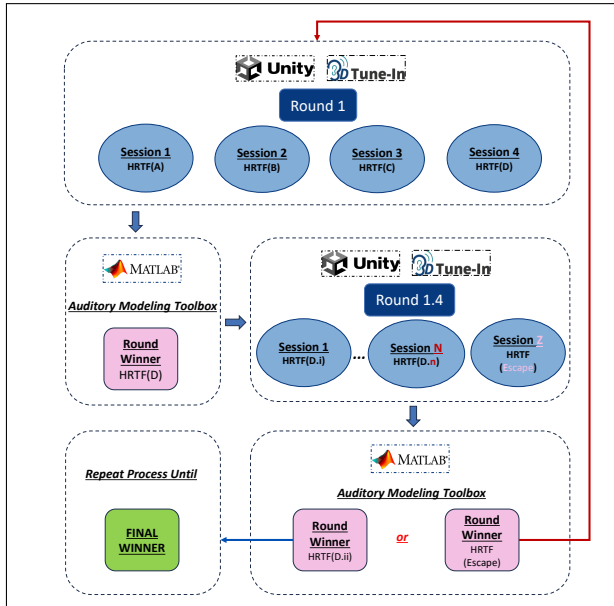 Unity 3D Tune-In
Round 1
Session 1
HRTF(A)
Session 2
HRTF(B)
Session 3
HRTF(C)
Session 4
HRTF(D)
MATLAB
Auditory Modeling Toolbox
Round
Winner
HRTF(D)
Unity 3D Tune-In
Round 1.4
Session 1
HRTF(D.i)
...
Session N
HRTF(D.n)
Session Z
HRTF
(Escape)
Repeat Process Until
FINAL
WINNER
MATLAB
Auditory Modeling Toolbox
Round
Winner
HRTF(D.ii)
or
Round
Winner
HRTF
(Escape)